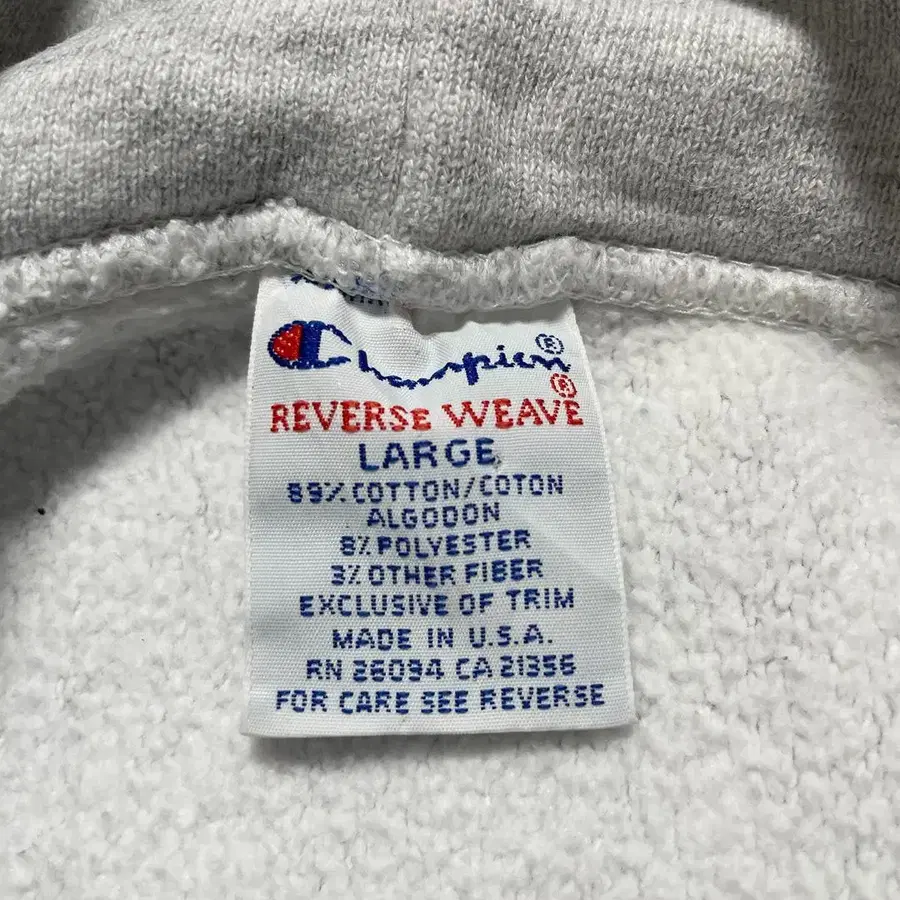 Champion®
REVERSE WEAVE®
LARGE
89% COTTON/COTON
ALGODON
8% POLYESTER
3% OTHER FIBER
EXCLUSIVE OF TRIM
MADE IN U.S.A.
RN 26094 CA 21356
FOR CARE SEE REVERSE